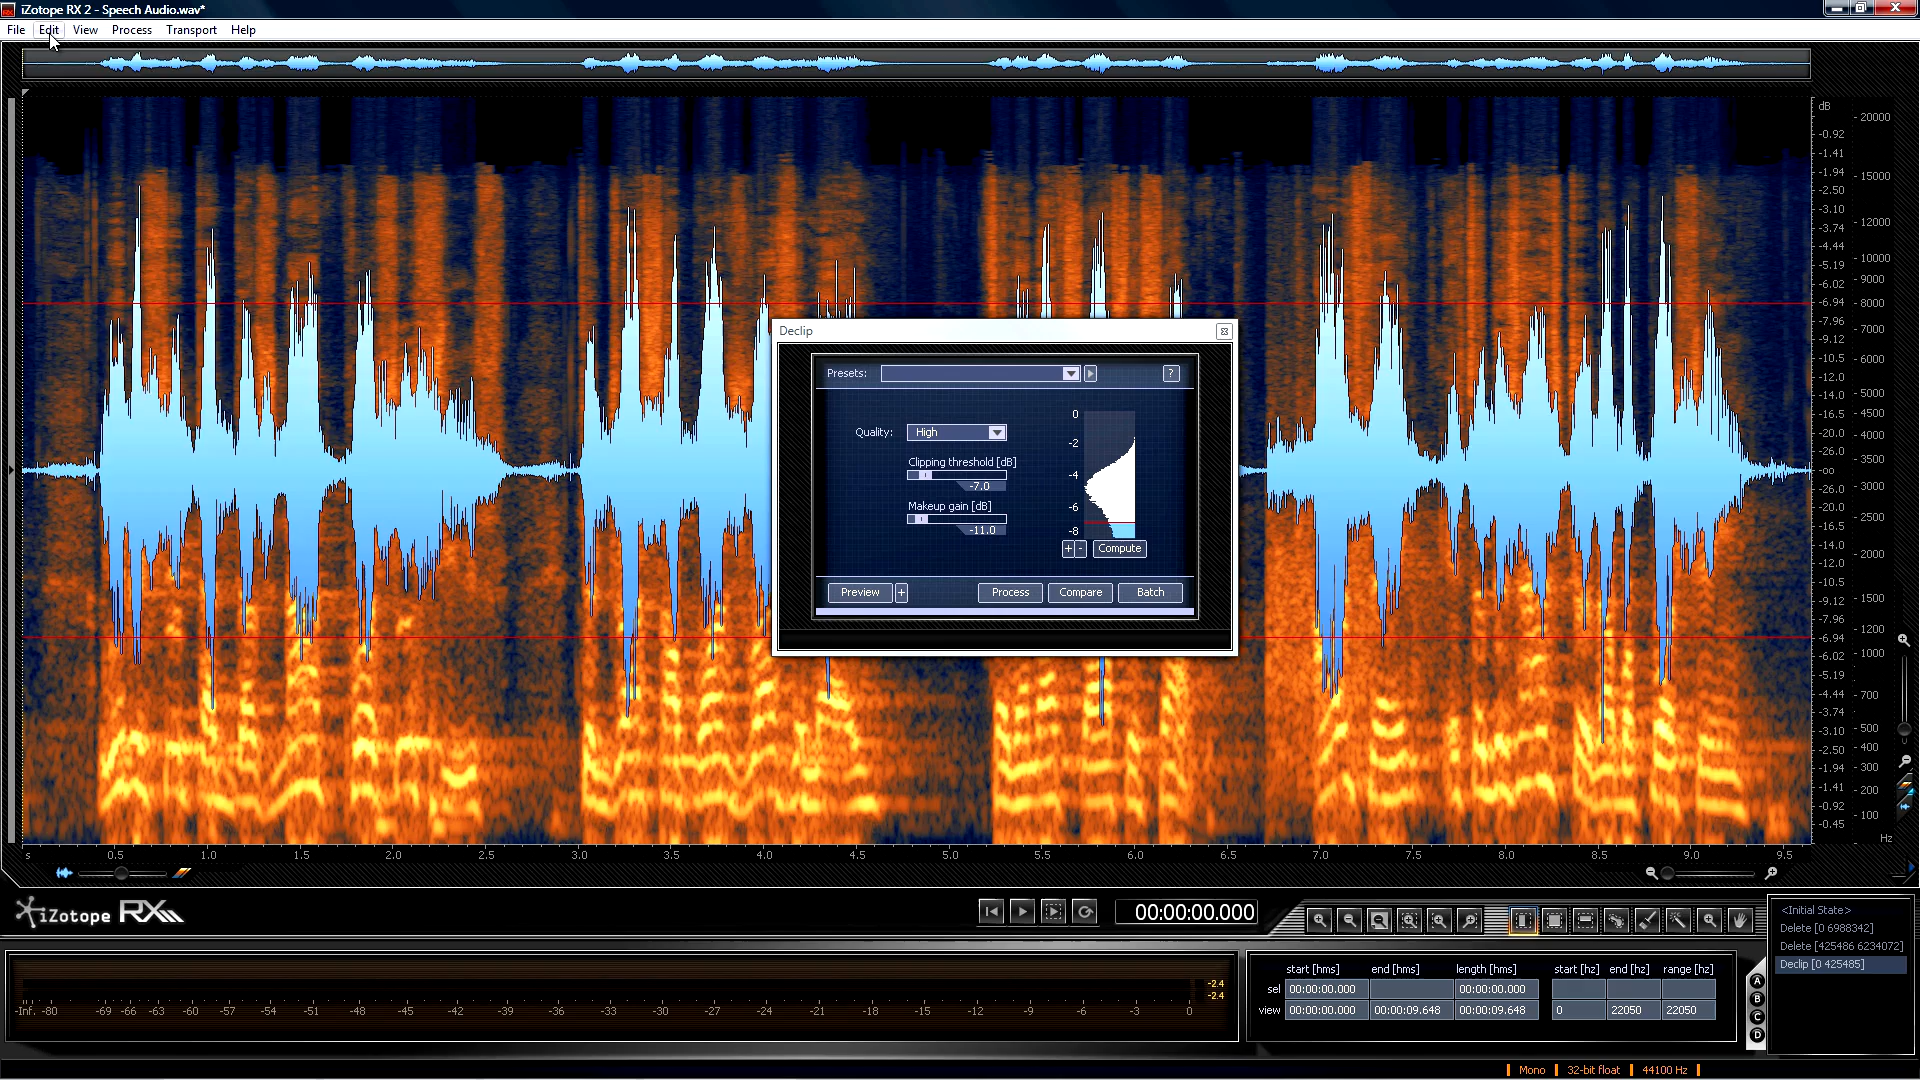 iZotope RX 2 - Speech Audio.wav*
File Edit View Process Transport Help
dB
-0.92
-1.41
-1.94
-2.50
-3.10
-3.74
-4.44
-5.19
-6.02
-6.94
-7.96
-9.12
-10.5
-12.0
-14.0
-16.5
-20.0
-26.0
-oo
-26.0
-20.0
-16.5
-14.0
-12.0
-10.5
-9.12
-7.96
-6.94
-6.02
-5.19
-4.44
-3.74
-3.10
-2.50
-1.94
-1.41
-0.92
-0.45
20000
15000
12000
10000
9000
8000
7000
6000
5000
4500
4000
3500
3000
2500
2000
1500
1200
1000
700
500
400
300
200
100
Hz
Declip
Presets: ?
Quality: High
Clipping threshold [dB]
-7.0
Makeup gain [dB]
-11.0
0
-2
-4
-6
-8
+ - Compute
Preview + Process Compare Batch
s 0.5 1.0 1.5 2.0 2.5 3.0 3.5 4.0 4.5 5.0 5.5 6.0 6.5 7.0 7.5 8.0 8.5 9.0 9.5
iZotope RX
00:00:00.000
<Initial State>
Delete [0 6988342]
Delete [425486 6234072]
Declip [0 425485]
-2.4
-2.4
-Inf. -80 -69 -66 -63 -60 -57 -54 -51 -48 -45 -42 -39 -36 -33 -30 -27 -24 -21 -18 -15 -12 -9 -6 -3 0
start [hms] end [hms] length [hms] start [hz] end [hz] range [hz]
sel 00:00:00.000 00:00:00.000
view 00:00:00.000 00:00:09.648 00:00:09.648 0 22050 22050
A
B
C
D
Mono 32-bit float 44100 Hz